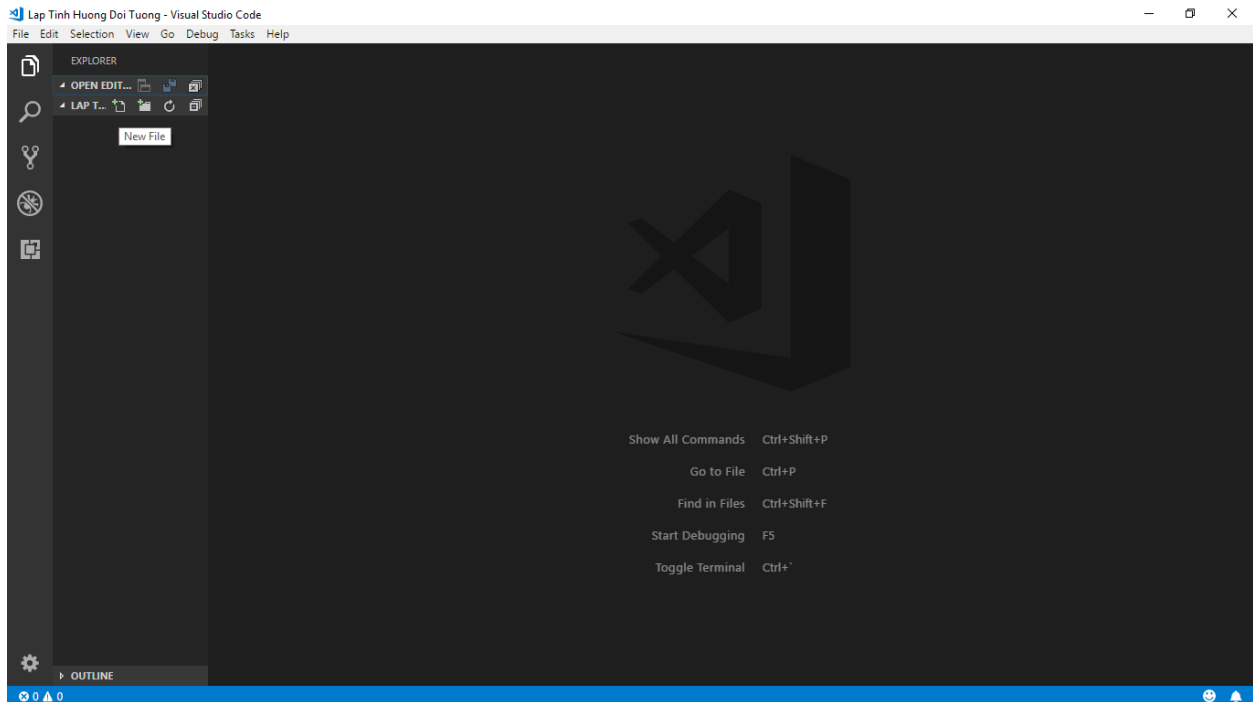 Lap Tinh Huong Doi Tuong - Visual Studio Code
File Edit Selection View Go Debug Tasks Help
EXPLORER
OPEN EDIT...
LAP T...
New File
Show All Commands Ctrl+Shift+P
Go to File Ctrl+P
Find in Files Ctrl+Shift+F
Start Debugging F5
Toggle Terminal Ctrl+`
OUTLINE
0 0